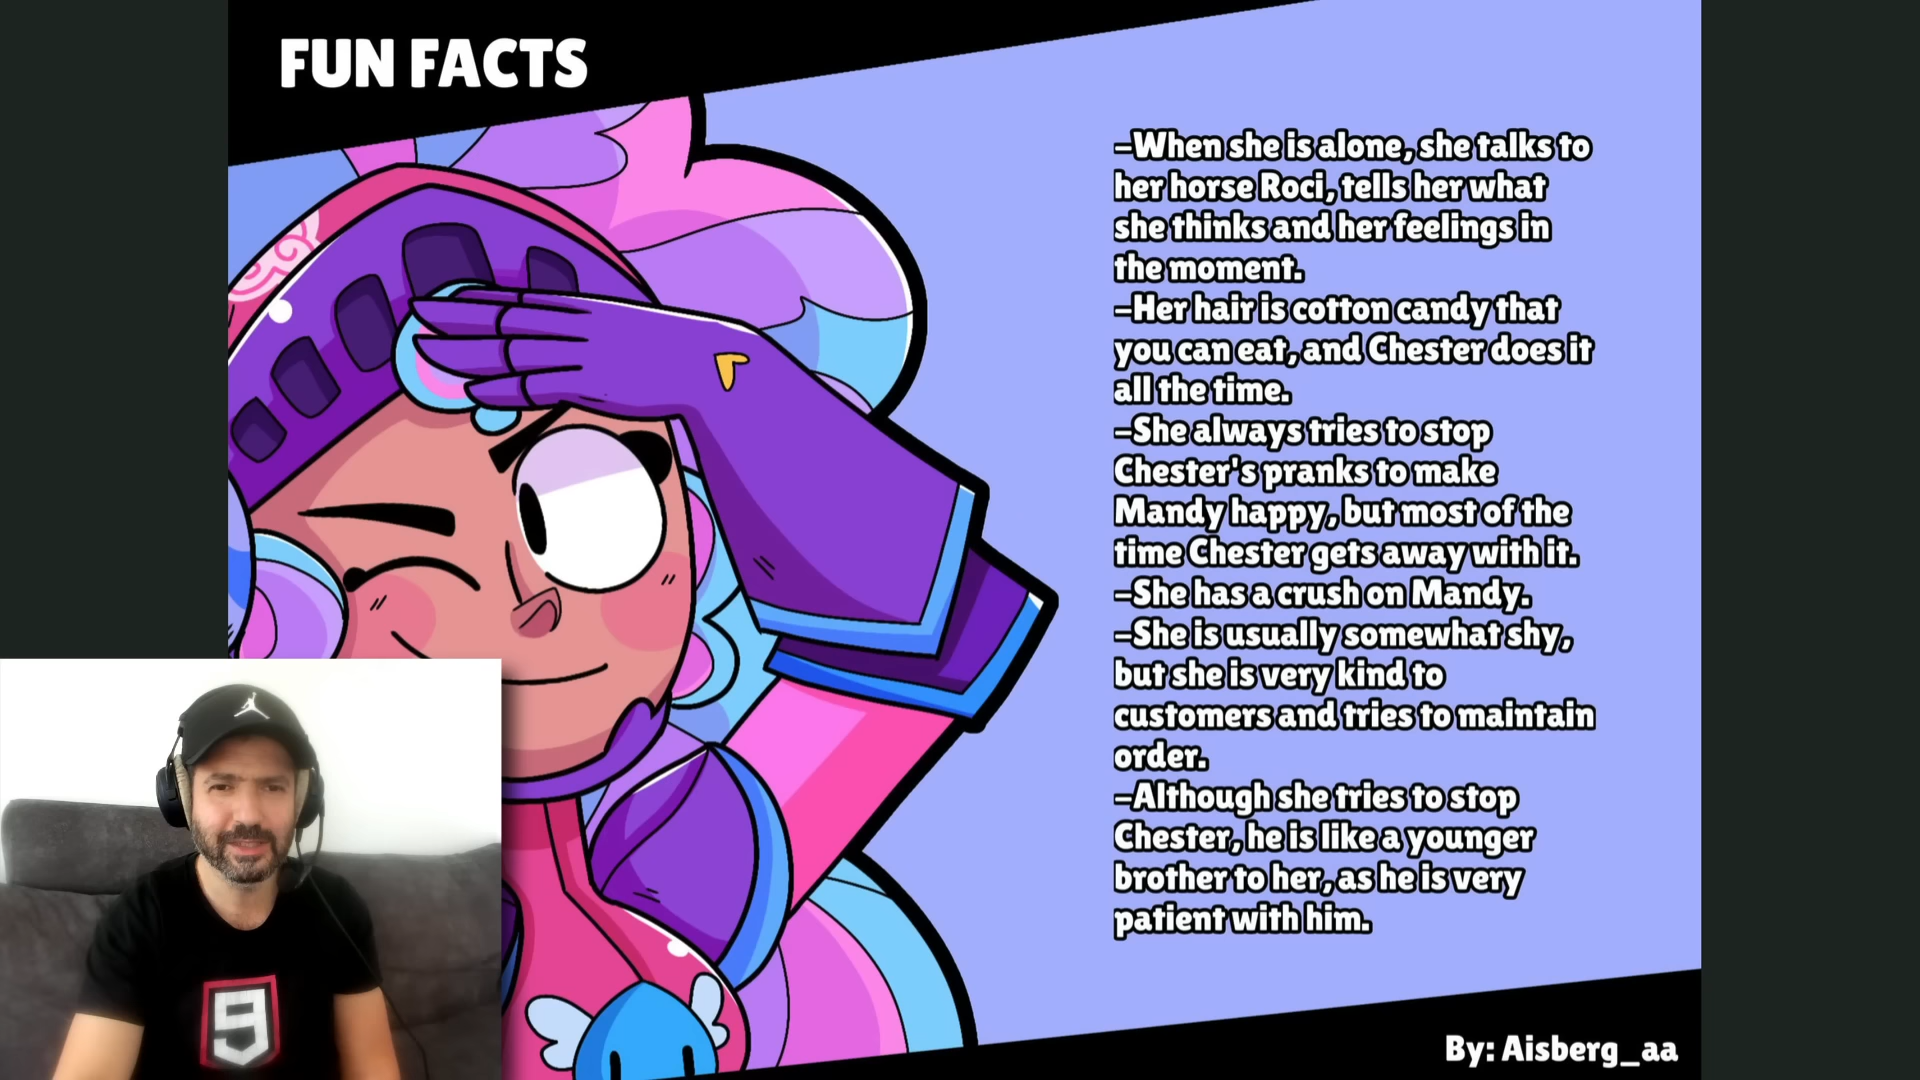 FUN FACTS
-When she is alone, she talks to
her horse Roci, tells her what
she thinks and her feelings in
the moment.
-Her hair is cotton candy that
you can eat, and Chester does it
all the time.
-She always tries to stop
Chester's pranks to make
Mandy happy, but most of the
time Chester gets away with it.
-She has a crush on Mandy.
-She is usually somewhat shy,
but she is very kind to
customers and tries to maintain
order.
-Although she tries to stop
Chester, he is like a younger
brother to her, as he is very
patient with him.
9
By: Aisberg_aa